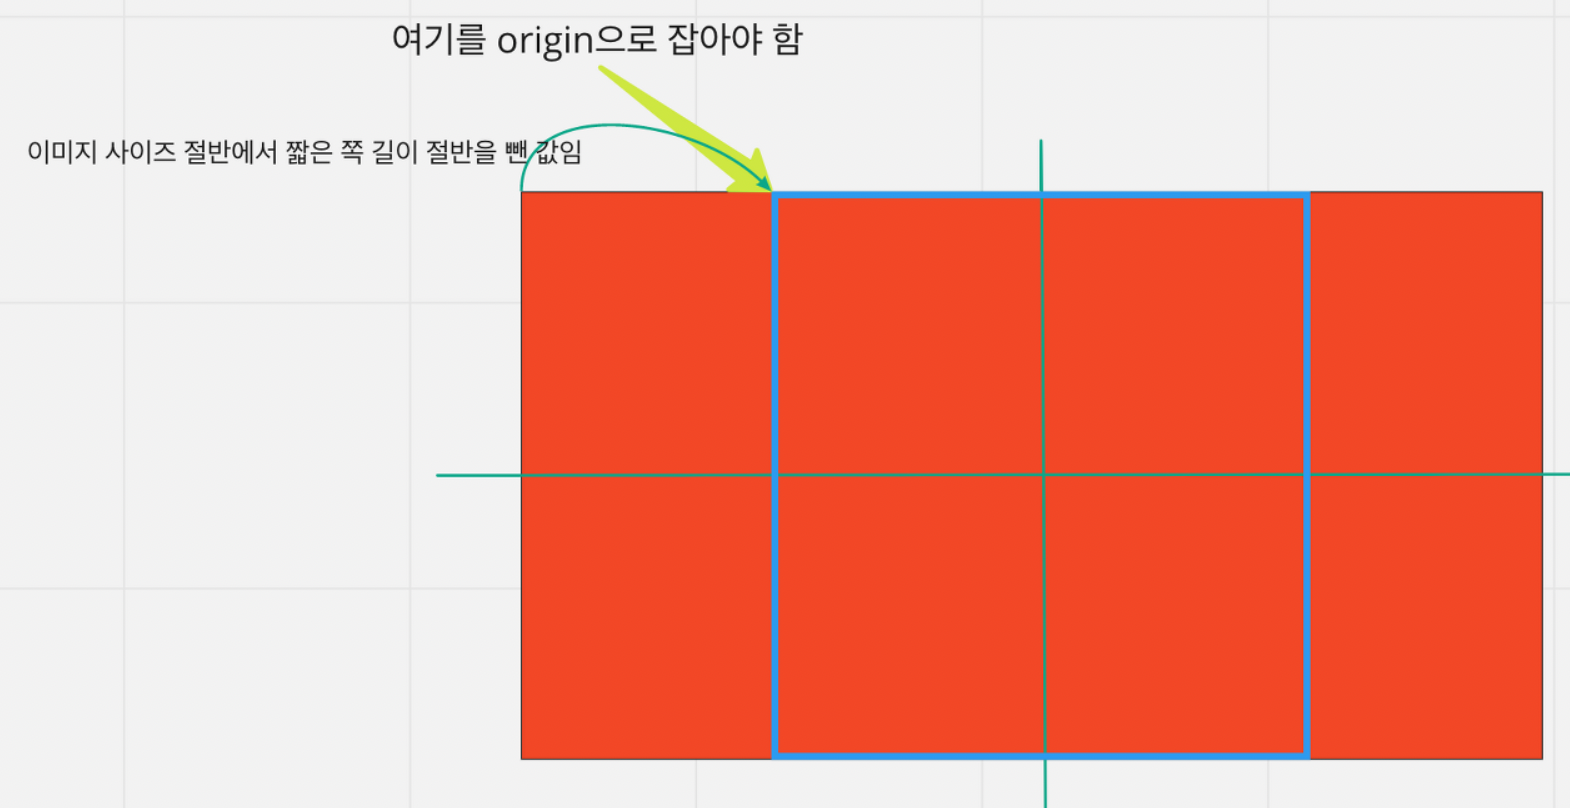 여기를 origin으로 잡아야 함
이미지 사이즈 절반에서 짧은 쪽 길이 절반을 뺀 값임